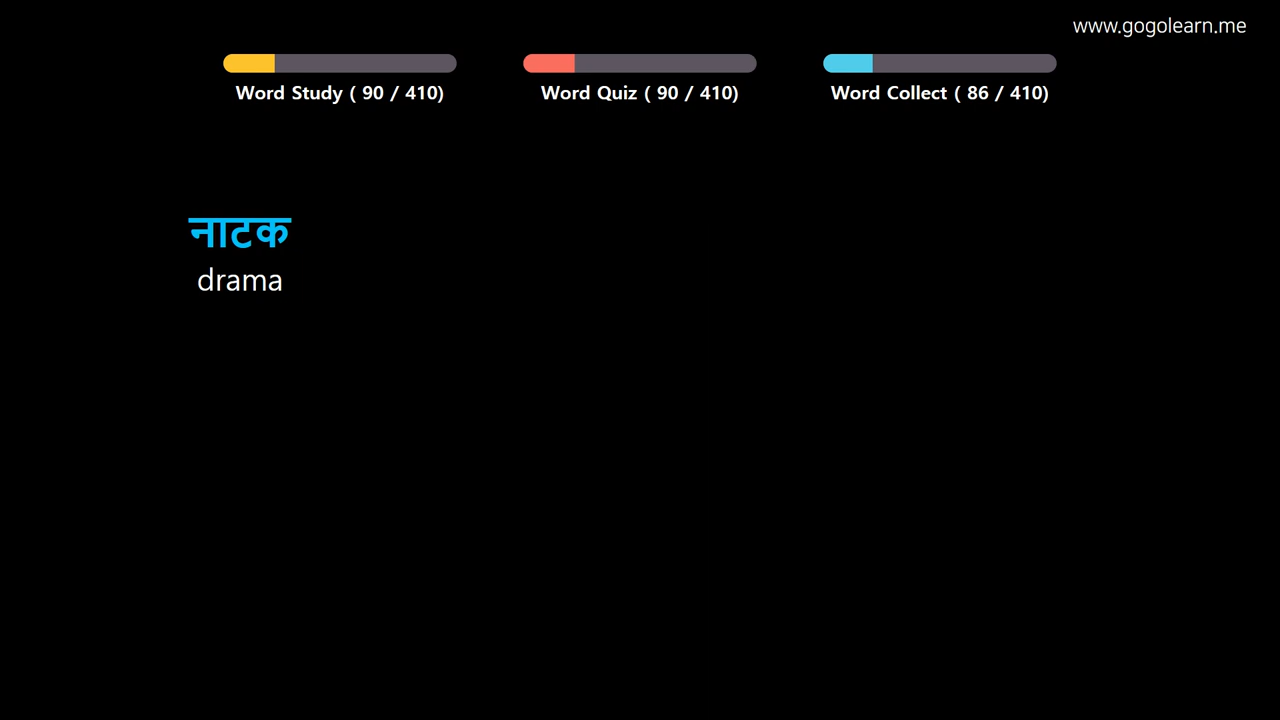 www.gogolearn.me
Word Study ( 90 / 410)
Word Quiz ( 90 / 410)
Word Collect ( 86 / 410)
नाटक
drama